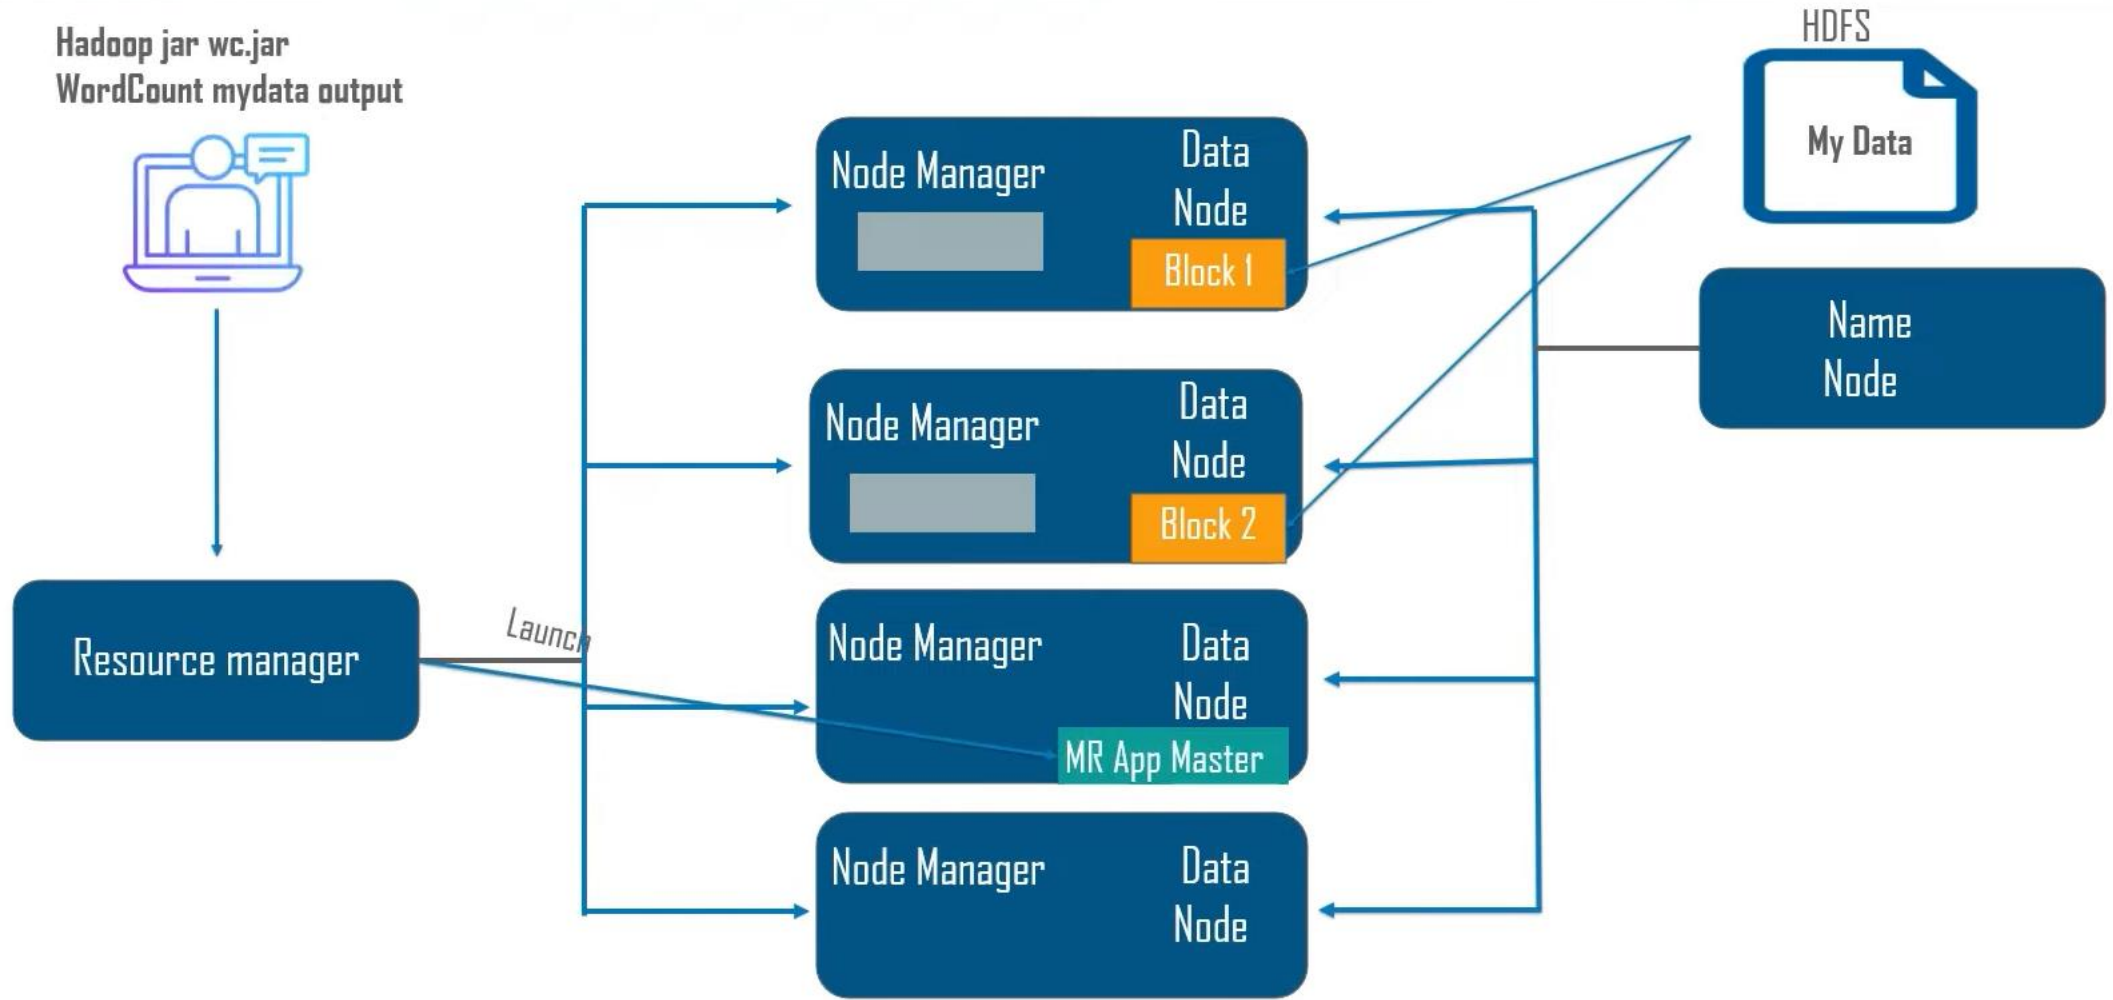 Hadoop jar wc.jar
WordCount mydata output
HDFS
My Data
Node Manager
Data
Node
Block 1
Name
Node
Node Manager
Data
Node
Block 2
Launch
Resource manager
Node Manager
Data
Node
MR App Master
Node Manager
Data
Node